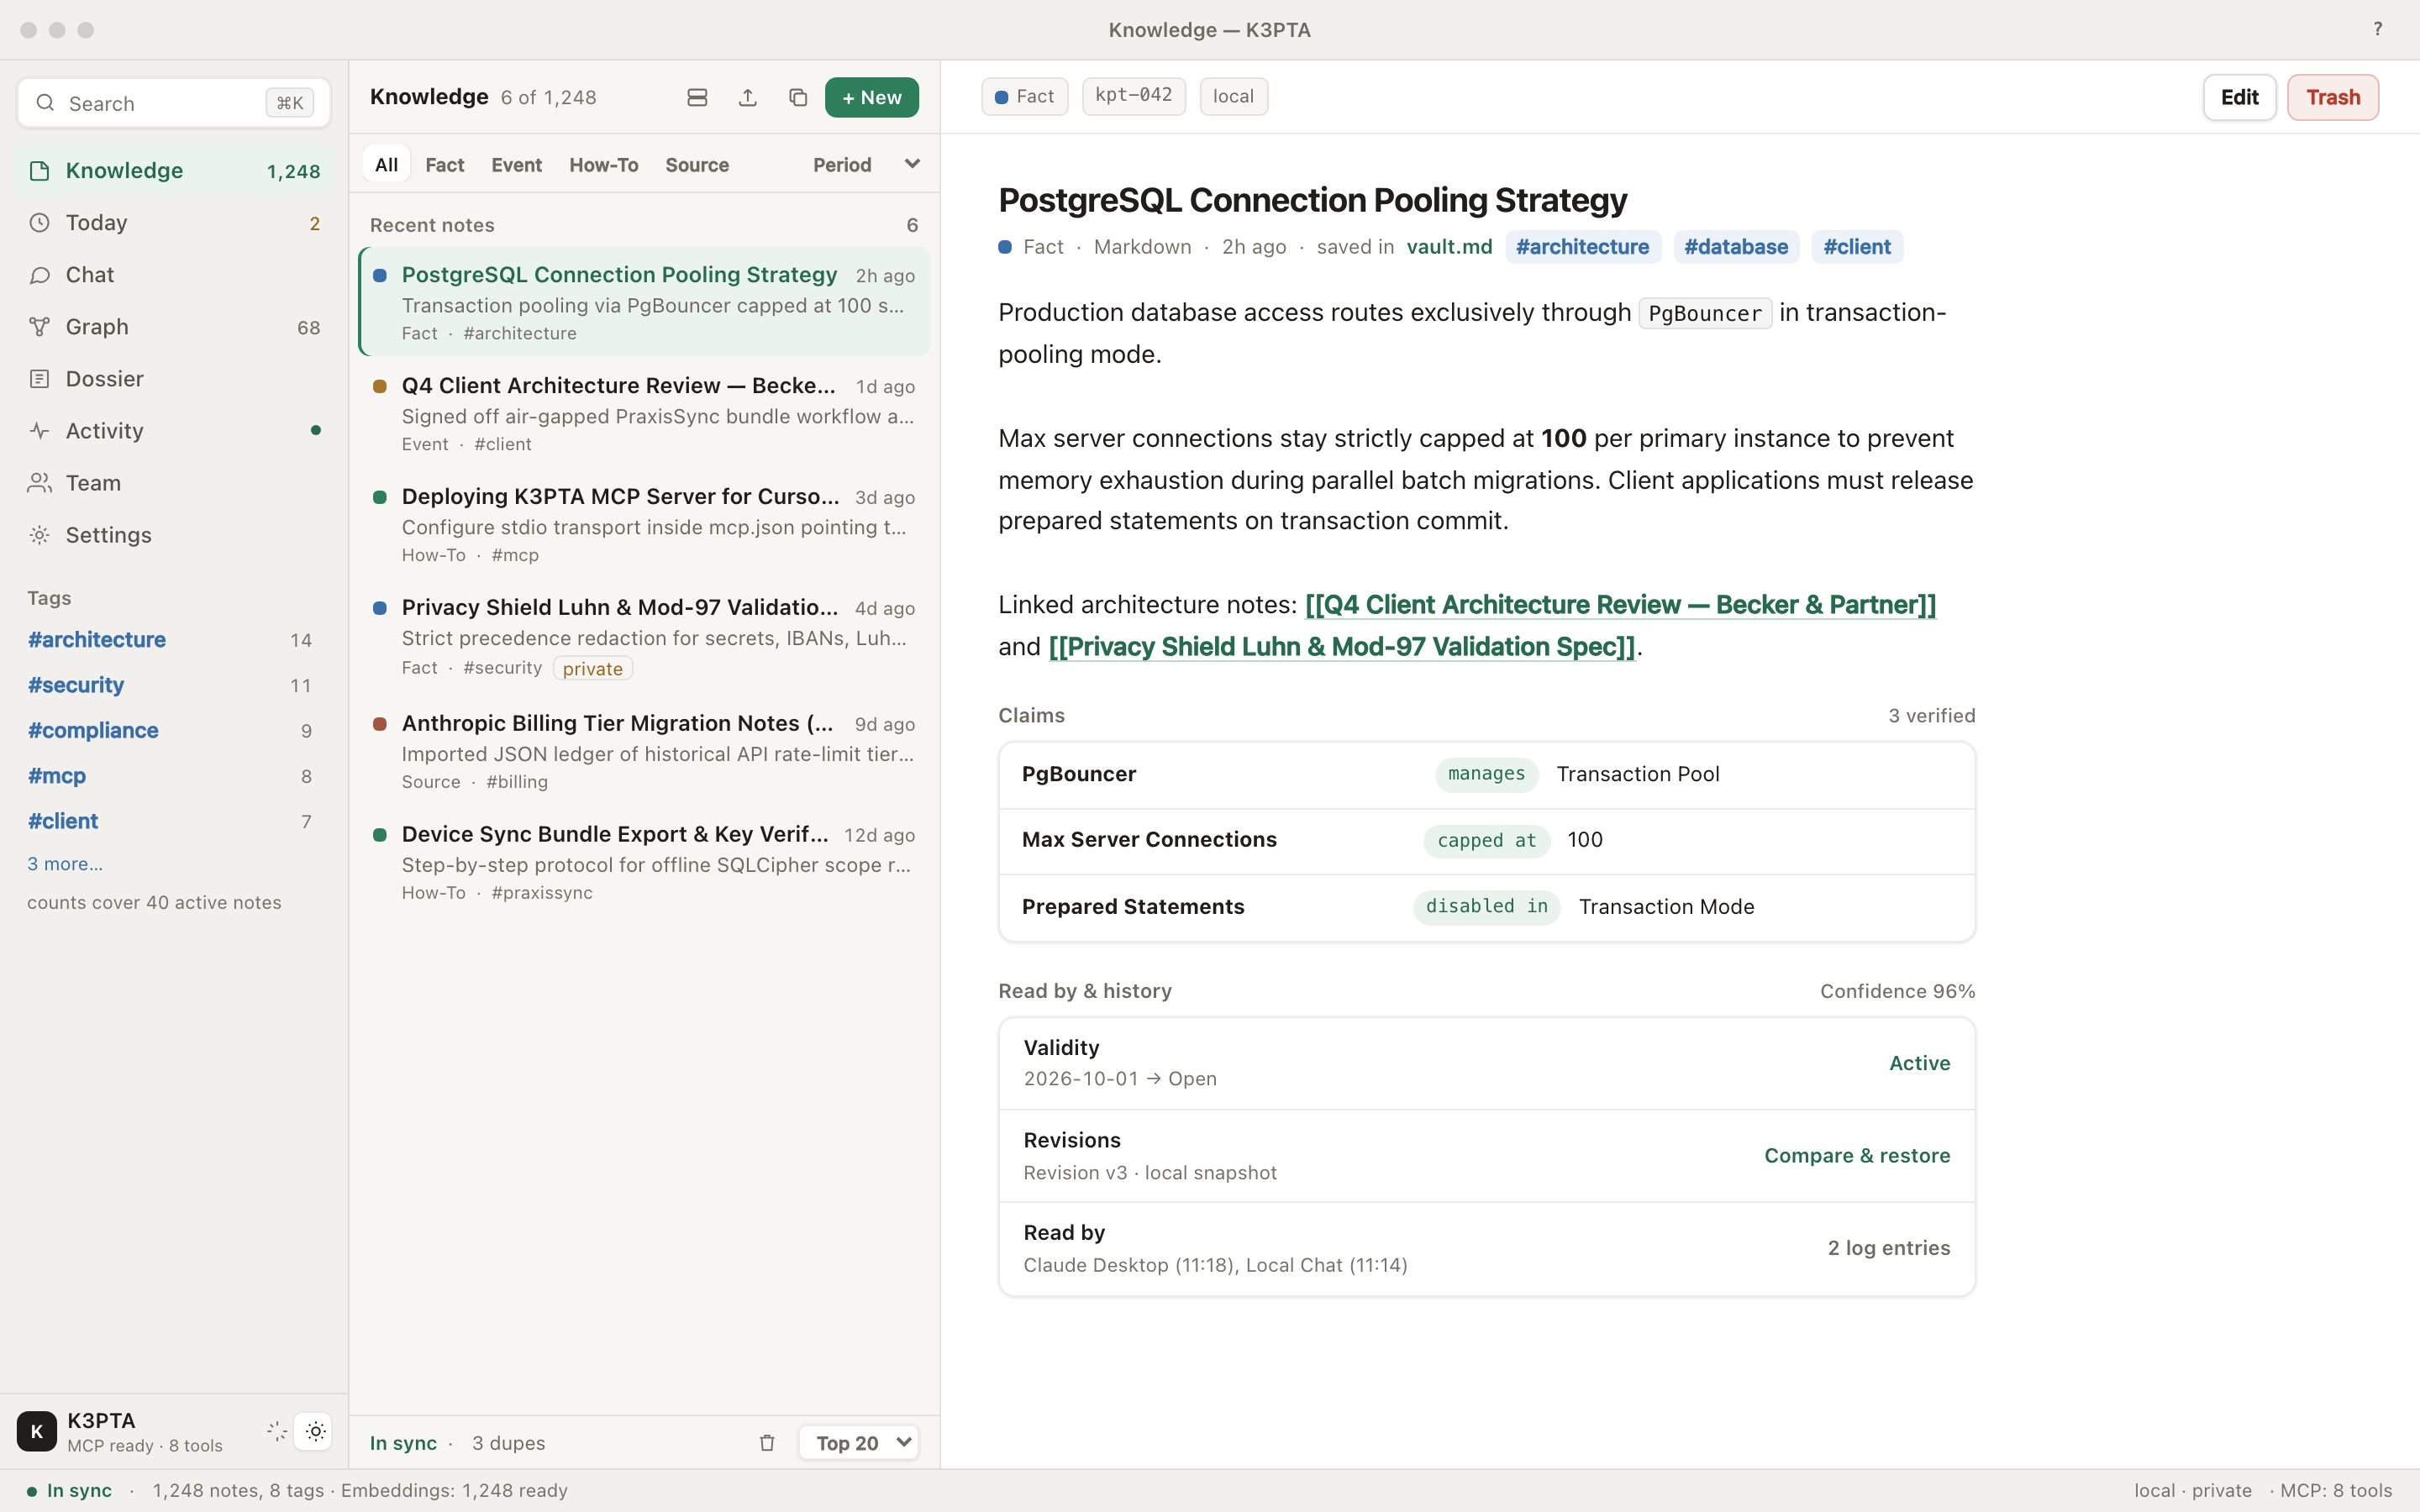 Knowledge — K3PTA
?
Search ⌘K
Knowledge 1,248
Today 2
Chat
Graph 68
Dossier
Activity
Team
Settings
Tags
#architecture 14
#security 11
#compliance 9
#mcp 8
#client 7
3 more...
counts cover 40 active notes
K
K3PTA
MCP ready · 8 tools
Knowledge 6 of 1,248
+ New
All Fact Event How-To Source Period
Recent notes 6
PostgreSQL Connection Pooling Strategy 2h ago
Transaction pooling via PgBouncer capped at 100 s...
Fact · #architecture
Q4 Client Architecture Review — Becke... 1d ago
Signed off air-gapped PraxisSync bundle workflow a...
Event · #client
Deploying K3PTA MCP Server for Curso... 3d ago
Configure stdio transport inside mcp.json pointing t...
How-To · #mcp
Privacy Shield Luhn & Mod-97 Validatio... 4d ago
Strict precedence redaction for secrets, IBANs, Luh...
Fact · #security private
Anthropic Billing Tier Migration Notes (... 9d ago
Imported JSON ledger of historical API rate-limit tier...
Source · #billing
Device Sync Bundle Export & Key Verif... 12d ago
Step-by-step protocol for offline SQLCipher scope r...
How-To · #praxissync
In sync · 3 dupes Top 20
Fact kpt-042 local
Edit Trash
PostgreSQL Connection Pooling Strategy
Fact · Markdown · 2h ago · saved in vault.md #architecture #database #client
Production database access routes exclusively through PgBouncer in transaction-
pooling mode.
Max server connections stay strictly capped at 100 per primary instance to prevent
memory exhaustion during parallel batch migrations. Client applications must release
prepared statements on transaction commit.
Linked architecture notes: [[Q4 Client Architecture Review — Becker & Partner]]
and [[Privacy Shield Luhn & Mod-97 Validation Spec]].
Claims 3 verified
PgBouncer manages Transaction Pool
Max Server Connections capped at 100
Prepared Statements disabled in Transaction Mode
Read by & history Confidence 96%
Validity
2026-10-01 → Open
Active
Revisions
Revision v3 · local snapshot
Compare & restore
Read by
Claude Desktop (11:18), Local Chat (11:14)
2 log entries
In sync · 1,248 notes, 8 tags · Embeddings: 1,248 ready
local · private · MCP: 8 tools